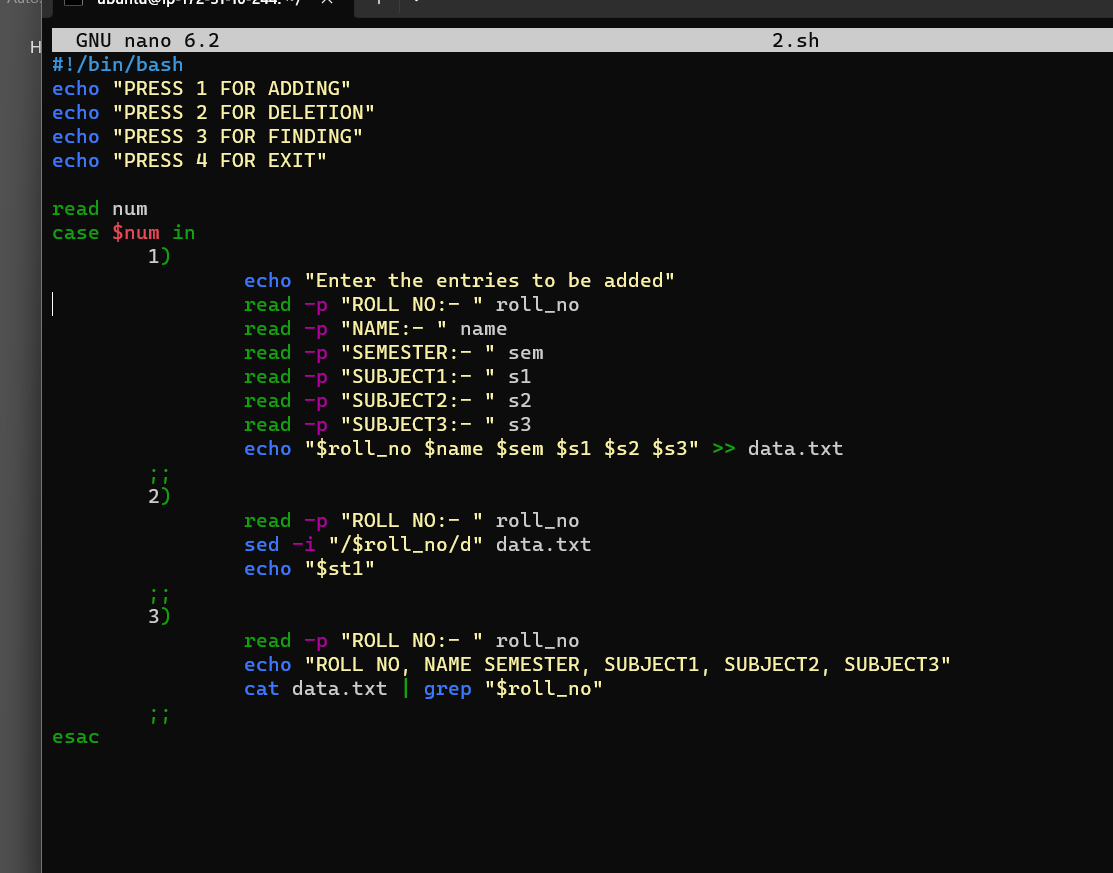 GNU nano 6.2 2.sh
#!/bin/bash
echo "PRESS 1 FOR ADDING"
echo "PRESS 2 FOR DELETION"
echo "PRESS 3 FOR FINDING"
echo "PRESS 4 FOR EXIT"
read num
case $num in
1)
echo "Enter the entries to be added"
read -p "ROLL NO:- " roll_no
read -p "NAME:- " name
read -p "SEMESTER:- " sem
read -p "SUBJECT1:- " s1
read -p "SUBJECT2:- " s2
read -p "SUBJECT3:- " s3
echo "$roll_no $name $sem $s1 $s2 $s3" >> data.txt
;;
2)
read -p "ROLL NO:- " roll_no
sed -i "/$roll_no/d" data.txt
echo "$st1"
;;
3)
read -p "ROLL NO:- " roll_no
echo "ROLL NO, NAME SEMESTER, SUBJECT1, SUBJECT2, SUBJECT3"
cat data.txt | grep "$roll_no"
;;
esac